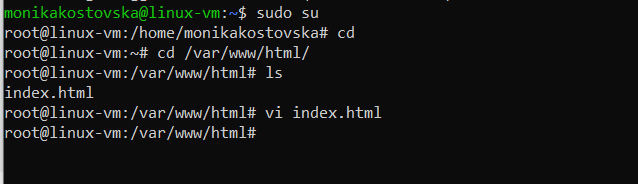 monikakostovska@linux-vm:~$ sudo su
root@linux-vm:/home/monikakostovska# cd
root@linux-vm:~# cd /var/www/html/
root@linux-vm:/var/www/html# ls
index.html
root@linux-vm:/var/www/html# vi index.html
root@linux-vm:/var/www/html#